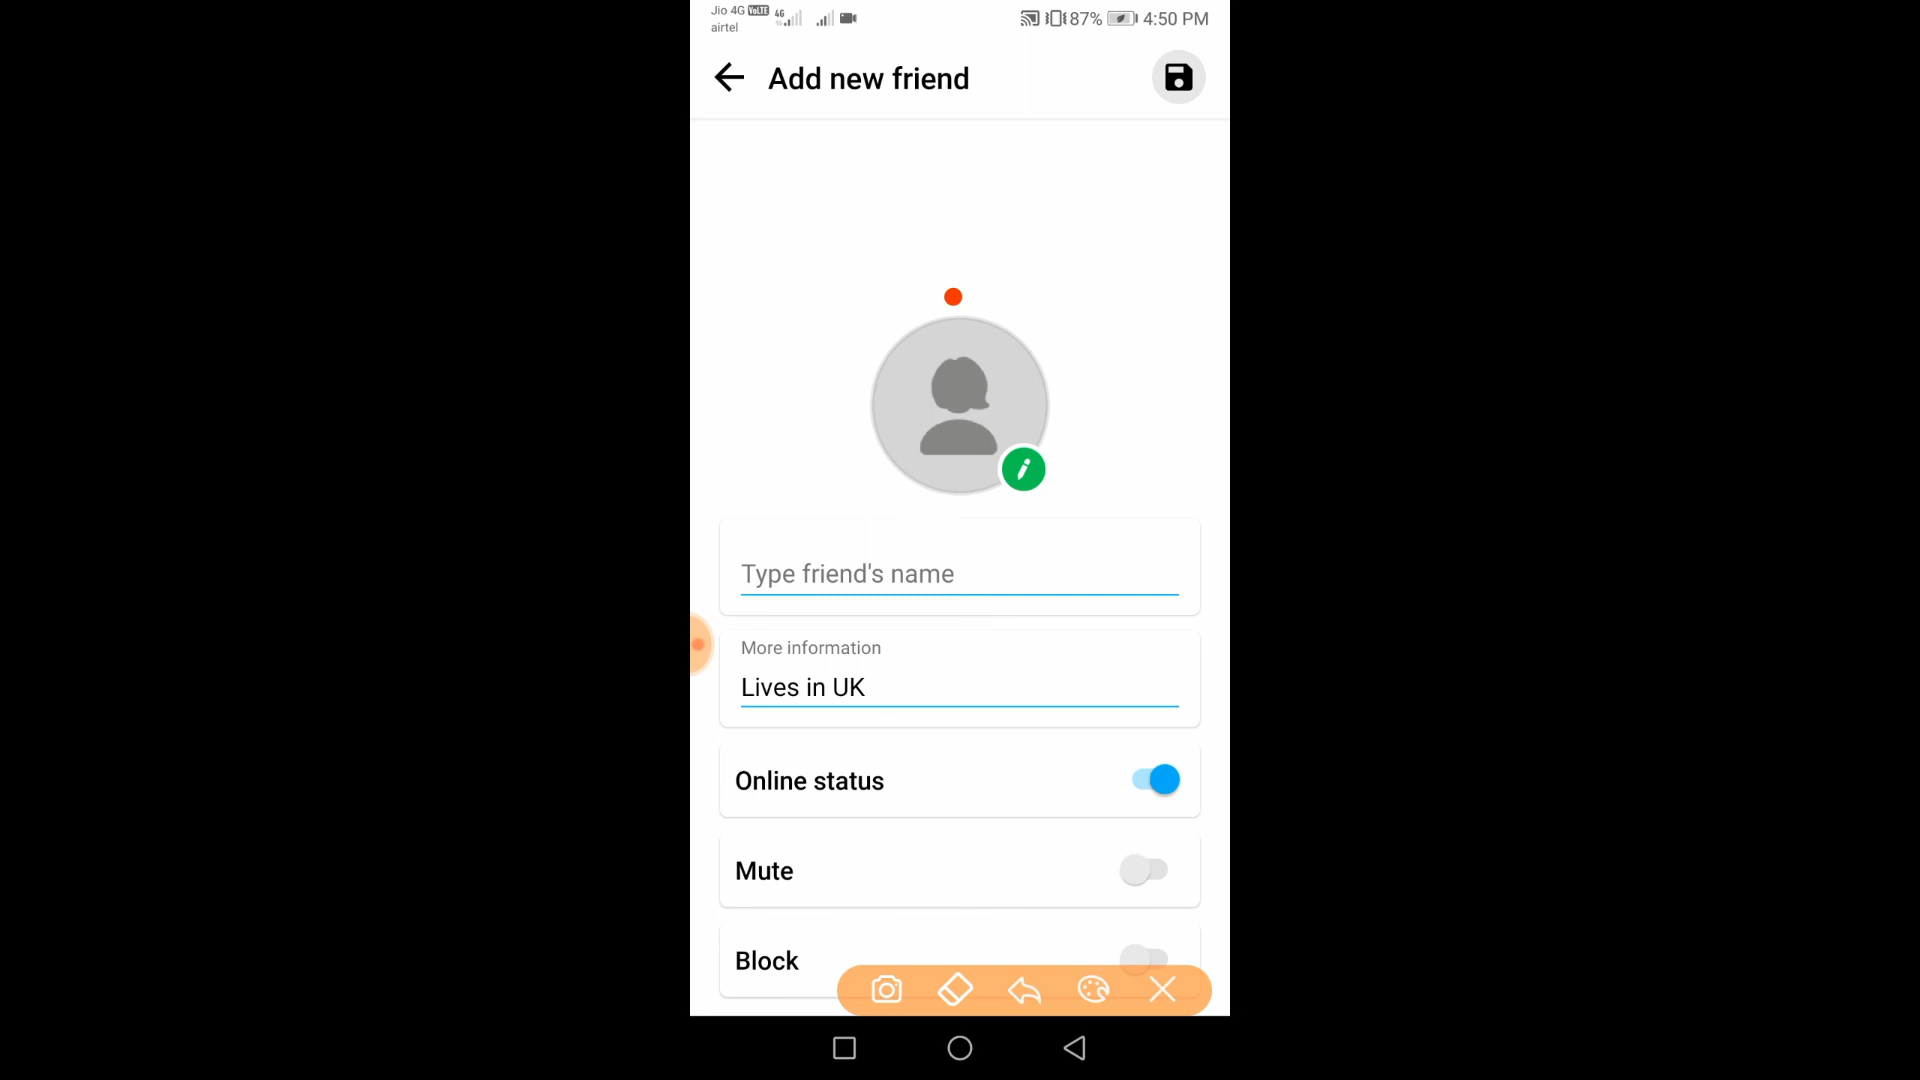 Jio 4G VoLTE 4G 87% 4:50 PM
airtel
Add new friend
Type friend's name
More information
Lives in UK
Online status
Mute
Block